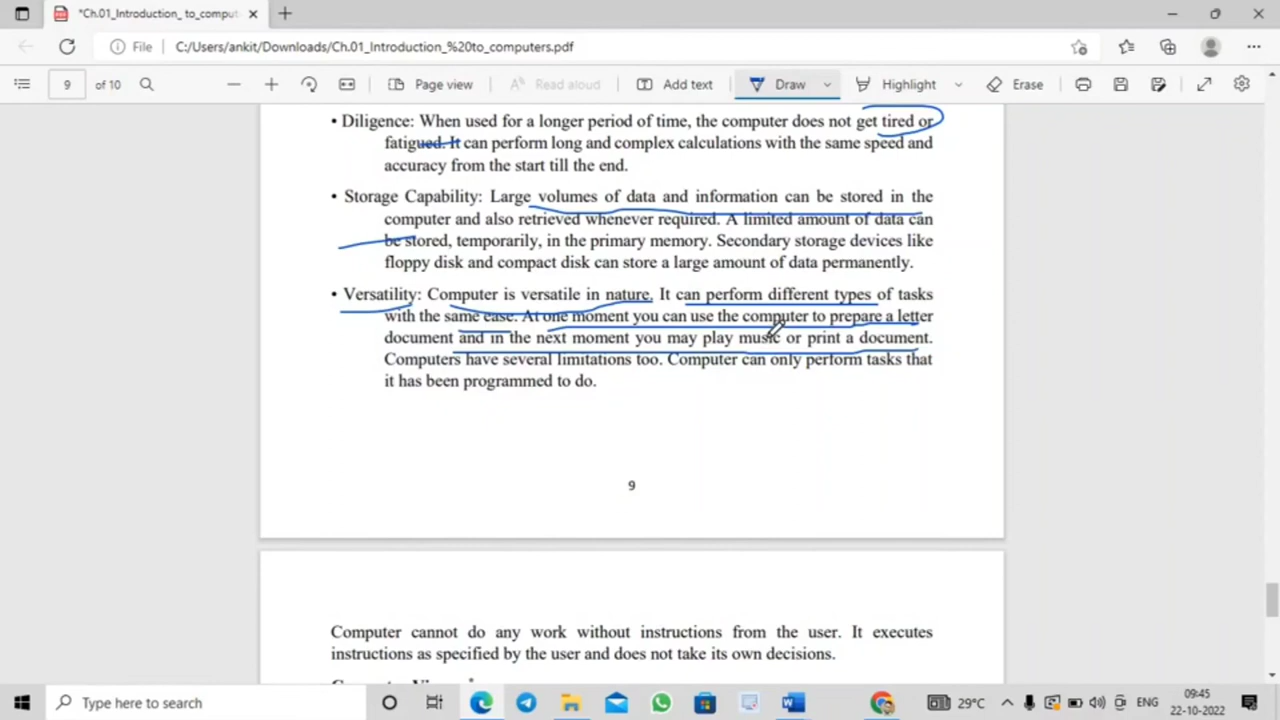 *Ch.01_Introduction_ to_comput
File C:/Users/ankit/Downloads/Ch.01_Introduction_%20to_computers.pdf
9 of 10 Page view Read aloud Add text Draw Highlight Erase
• Diligence: When used for a longer period of time, the computer does not get tired or
fatigued. It can perform long and complex calculations with the same speed and
accuracy from the start till the end.
• Storage Capability: Large volumes of data and information can be stored in the
computer and also retrieved whenever required. A limited amount of data can
be stored, temporarily, in the primary memory. Secondary storage devices like
floppy disk and compact disk can store a large amount of data permanently.
• Versatility: Computer is versatile in nature. It can perform different types of tasks
with the same ease. At one moment you can use the computer to prepare a letter
document and in the next moment you may play music or print a document.
Computers have several limitations too. Computer can only perform tasks that
it has been programmed to do.
9
Computer cannot do any work without instructions from the user. It executes
instructions as specified by the user and does not take its own decisions.
Type here to search 29°C ENG 09:45
22-10-2022